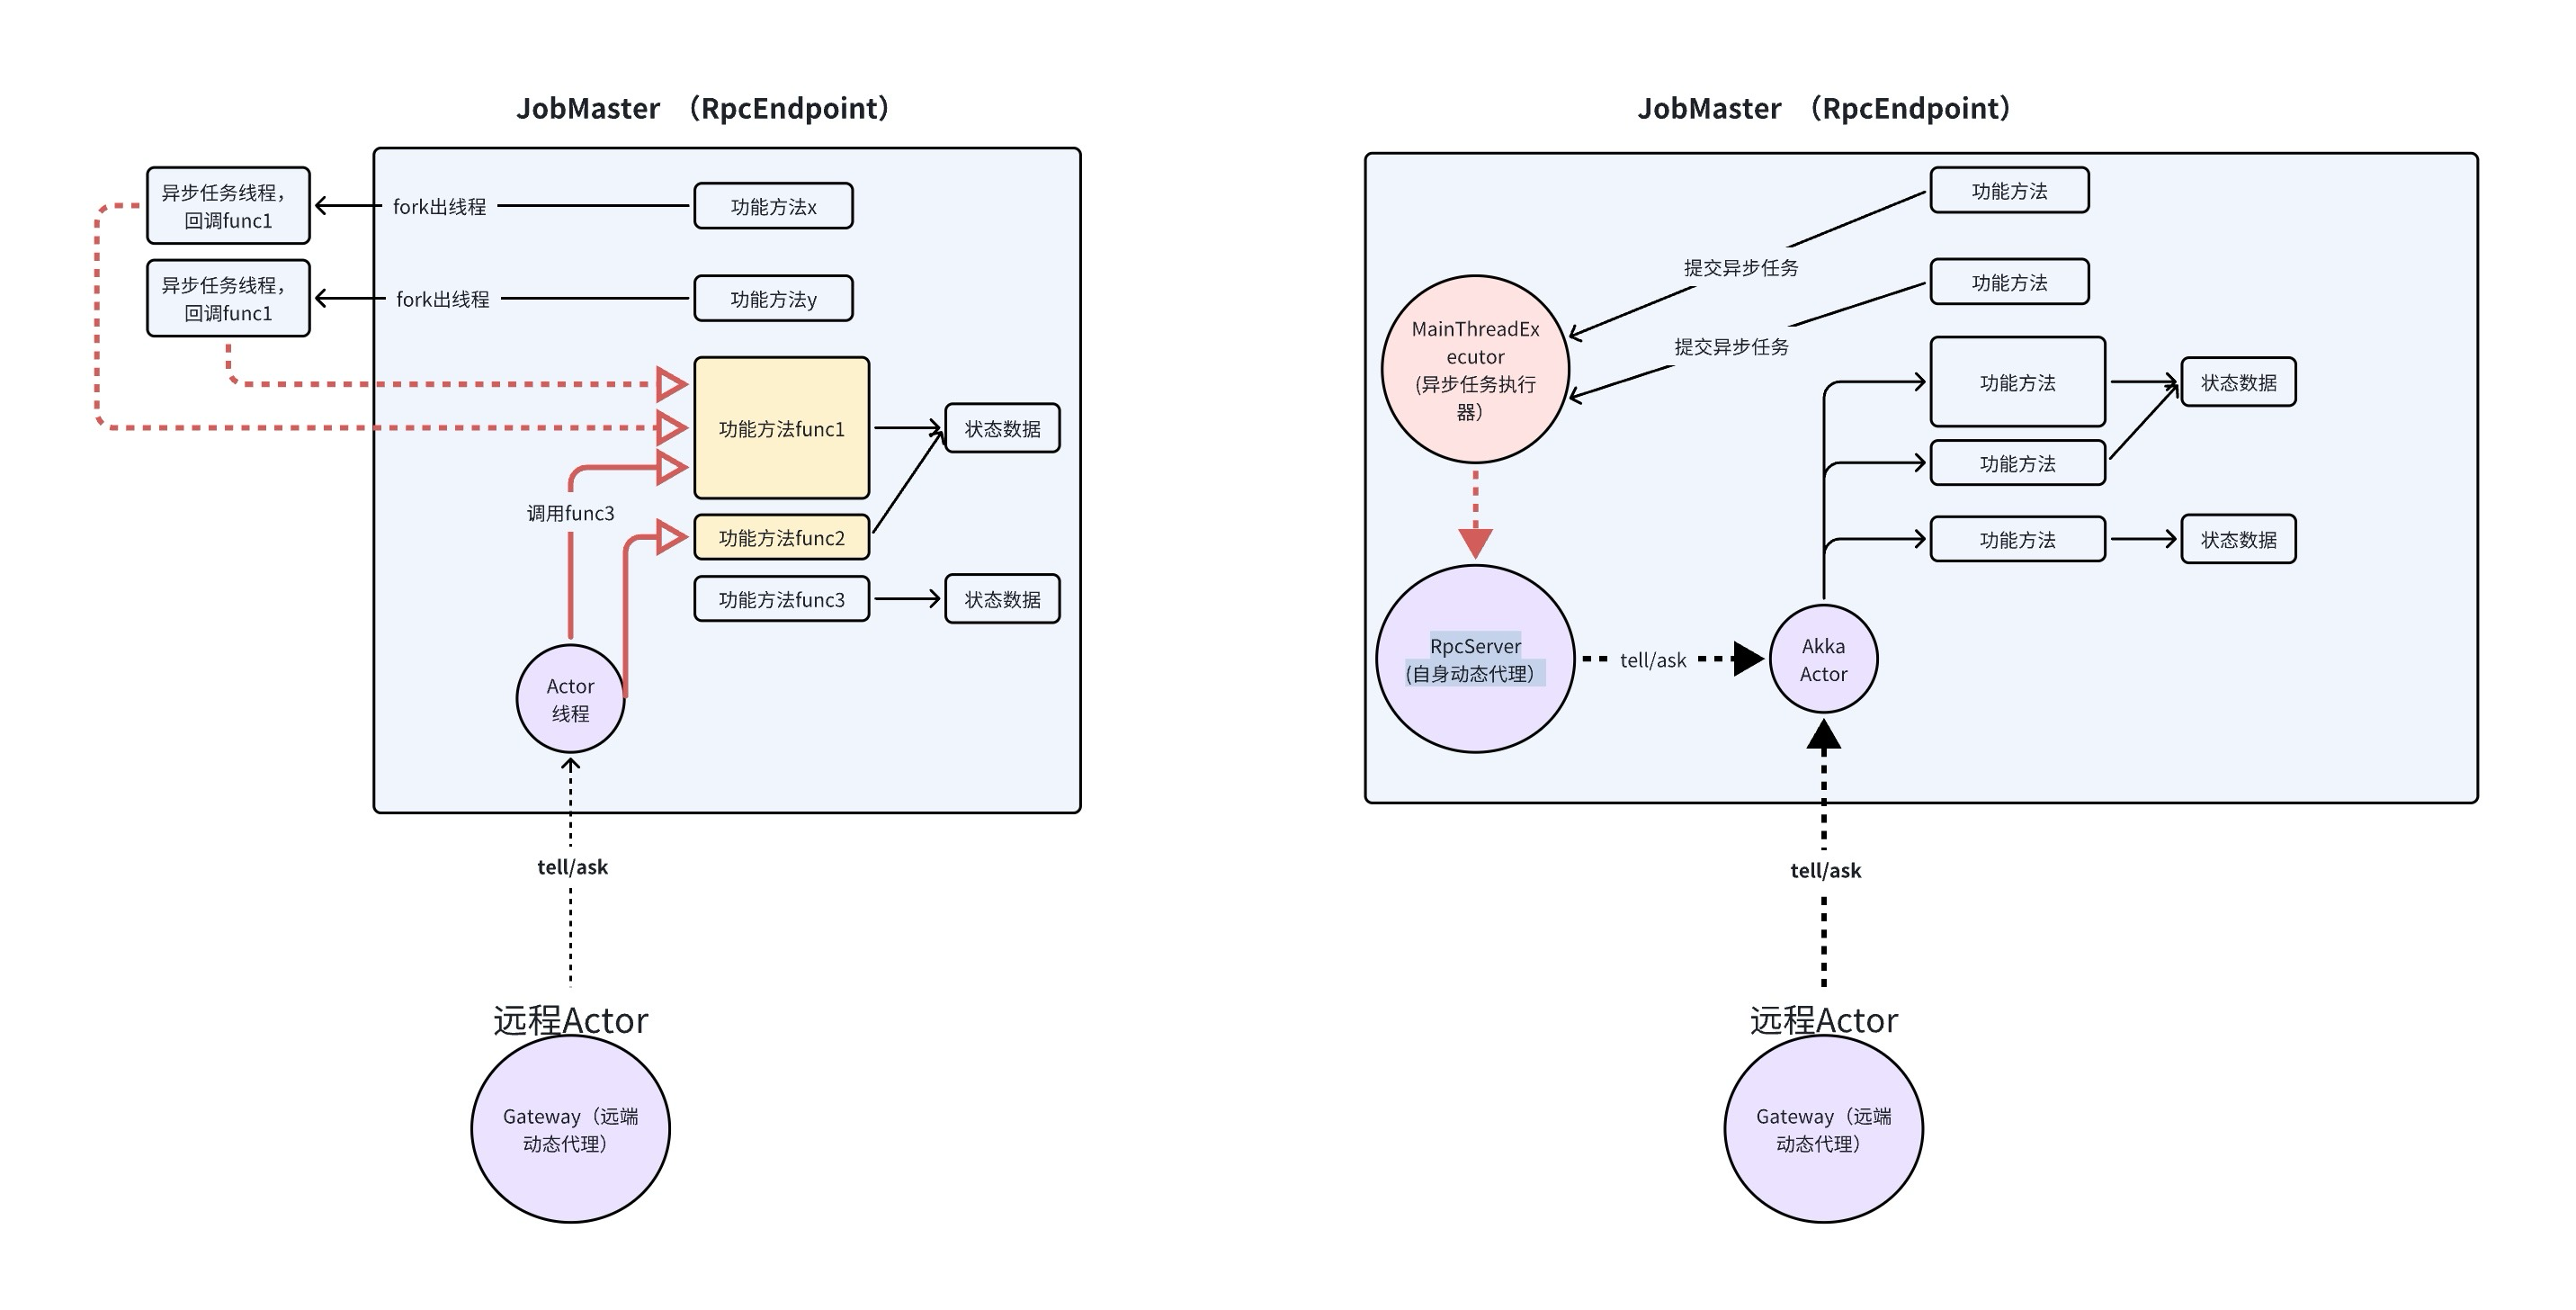 JobMaster （RpcEndpoint）
异步任务线程，
回调func1
fork出线程
功能方法x
异步任务线程，
回调func1
fork出线程
功能方法y
功能方法func1
状态数据
调用func3
功能方法func2
功能方法func3
状态数据
Actor
线程
tell/ask
远程Actor
Gateway（远端
动态代理）
JobMaster （RpcEndpoint）
功能方法
提交异步任务
功能方法
提交异步任务
MainThreadEx
ecutor
(异步任务执行
器）
功能方法
状态数据
功能方法
功能方法
状态数据
RpcServer
(自身动态代理）
tell/ask
Akka
Actor
tell/ask
远程Actor
Gateway（远端
动态代理）